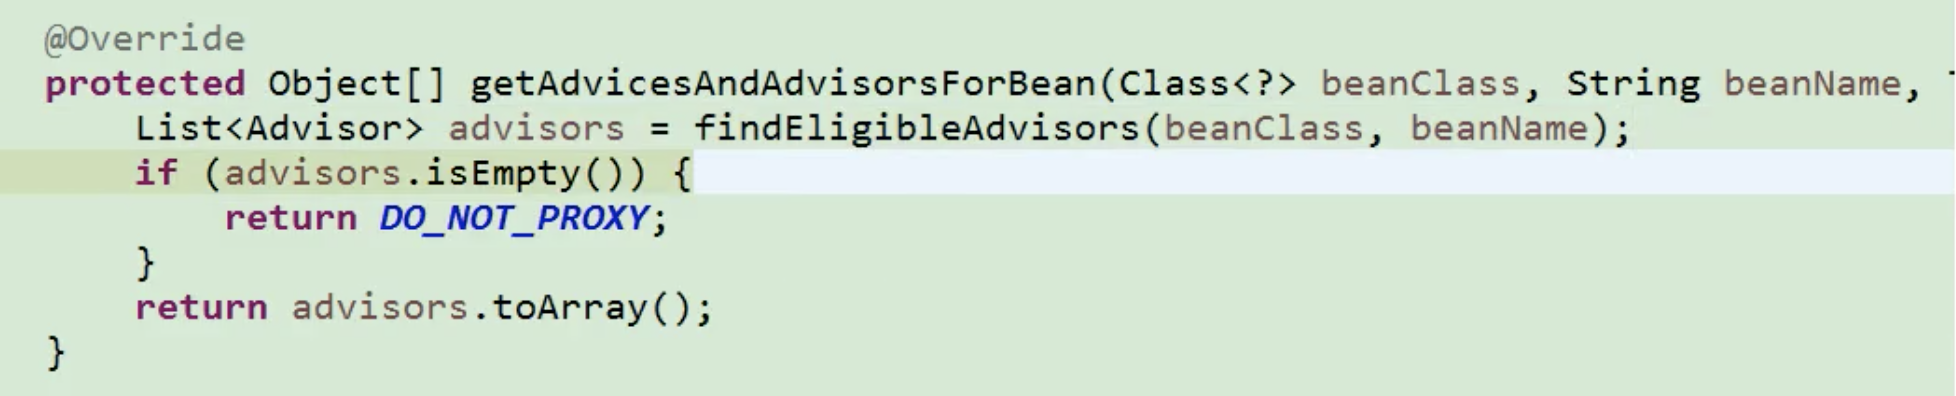 @Override
protected Object[] getAdvicesAndAdvisorsForBean(Class<?> beanClass, String beanName,
List<Advisor> advisors = findEligibleAdvisors(beanClass, beanName);
if (advisors.isEmpty()) {
return DO_NOT_PROXY;
}
return advisors.toArray();
}